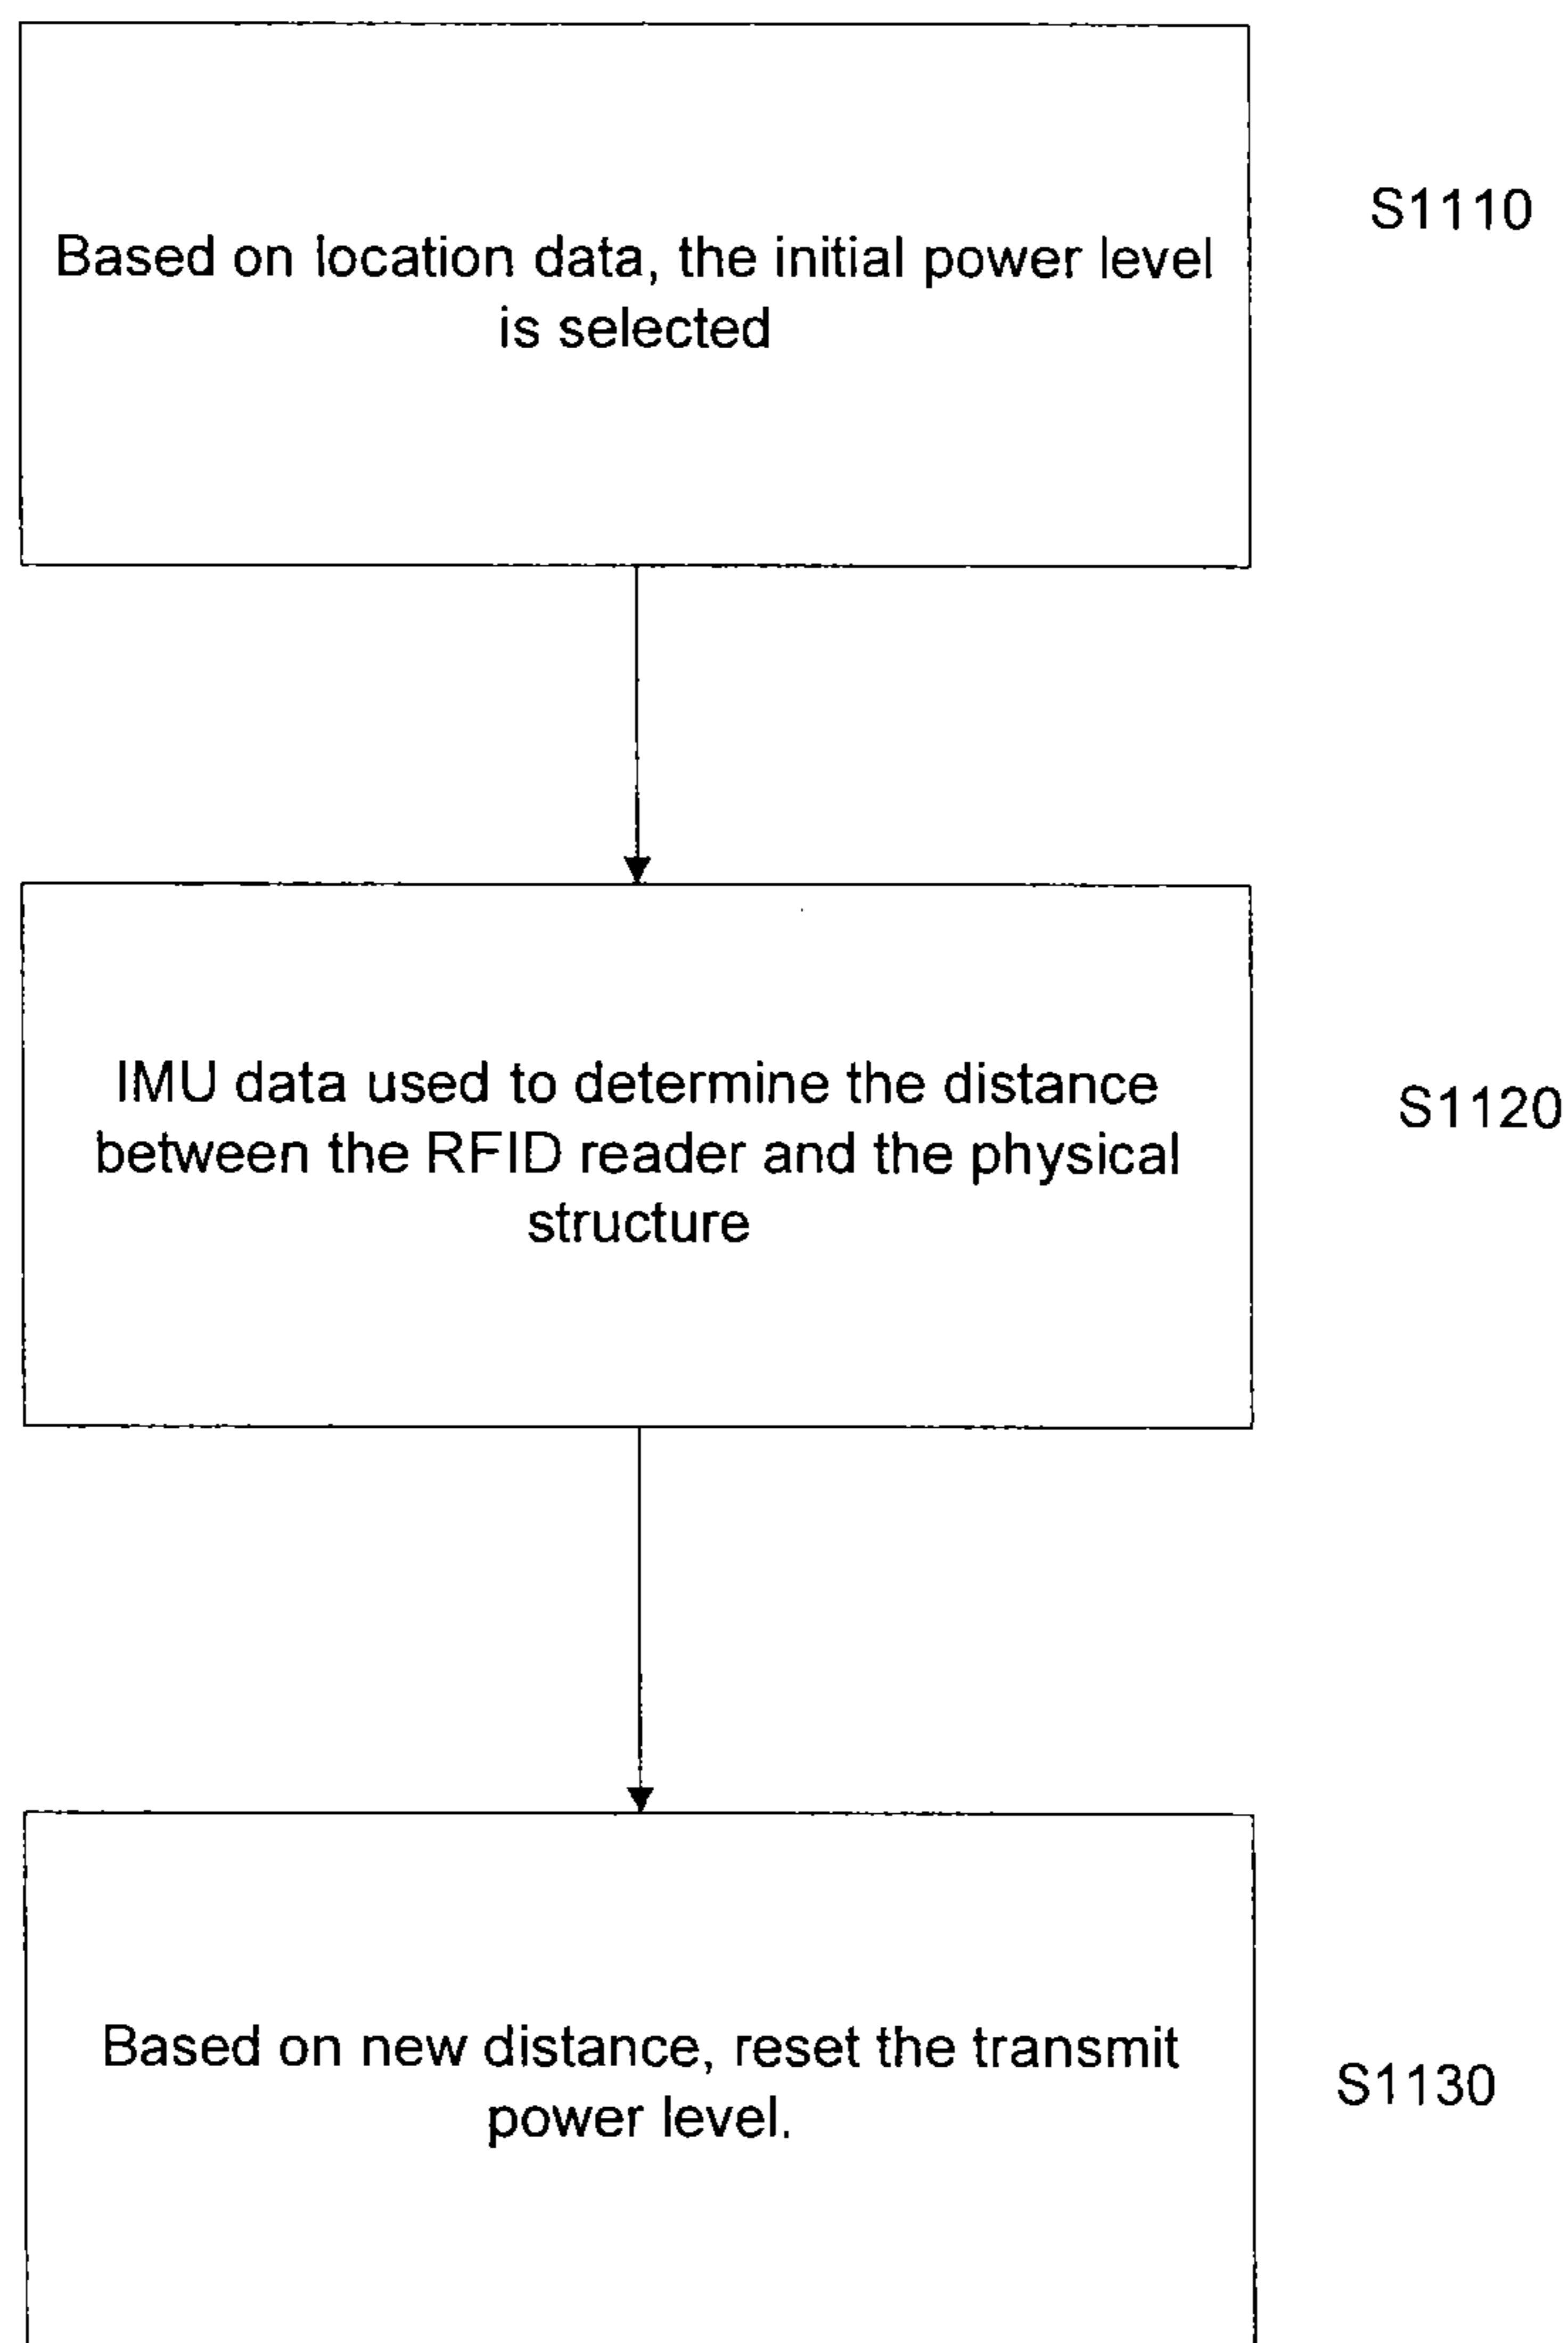 Based on location data, the initial power level
is selected
S1110
IMU data used to determine the distance
between the RFID reader and the physical
structure
S1120
Based on new distance, reset the transmit
power level.
S1130